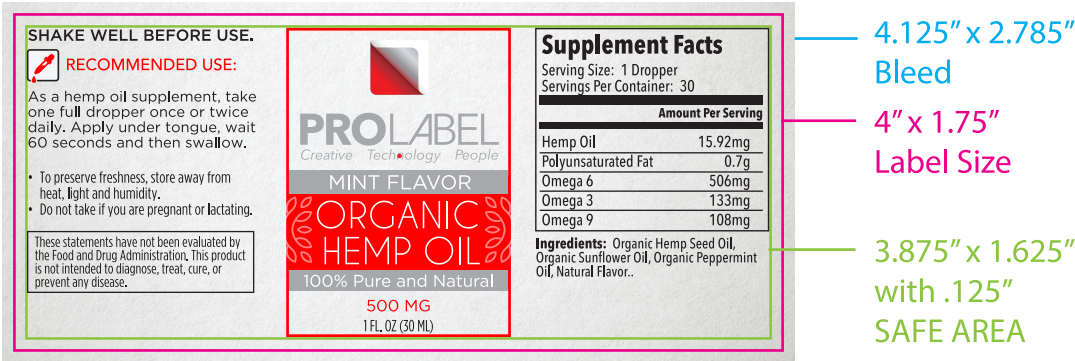 SHAKE WELL BEFORE USE.
RECOMMENDED USE:
As a hemp oil supplement, take
one full dropper once or twice
daily. Apply under tongue, wait
60 seconds and then swallow.
• To preserve freshness, store away from
heat, light and humidity.
• Do not take if you are pregnant or lactating.
These statements have not been evaluated by
the Food and Drug Administration. This product
is not intended to diagnose, treat, cure, or
prevent any disease.
PROLABEL
Creative Technology People
MINT FLAVOR
ORGANIC
HEMP OIL
100% Pure and Natural
500 MG
1 FL. OZ (30 ML)
Supplement Facts
Serving Size: 1 Dropper
Servings Per Container: 30
Amount Per Serving
Hemp Oil 15.92mg
Polyunsaturated Fat 0.7g
Omega 6 506mg
Omega 3 133mg
Omega 9 108mg
Ingredients: Organic Hemp Seed Oil,
Organic Sunflower Oil, Organic Peppermint
Oil, Natural Flavor..
4.125” x 2.785”
Bleed
4” x 1.75”
Label Size
3.875” x 1.625”
with .125”
SAFE AREA